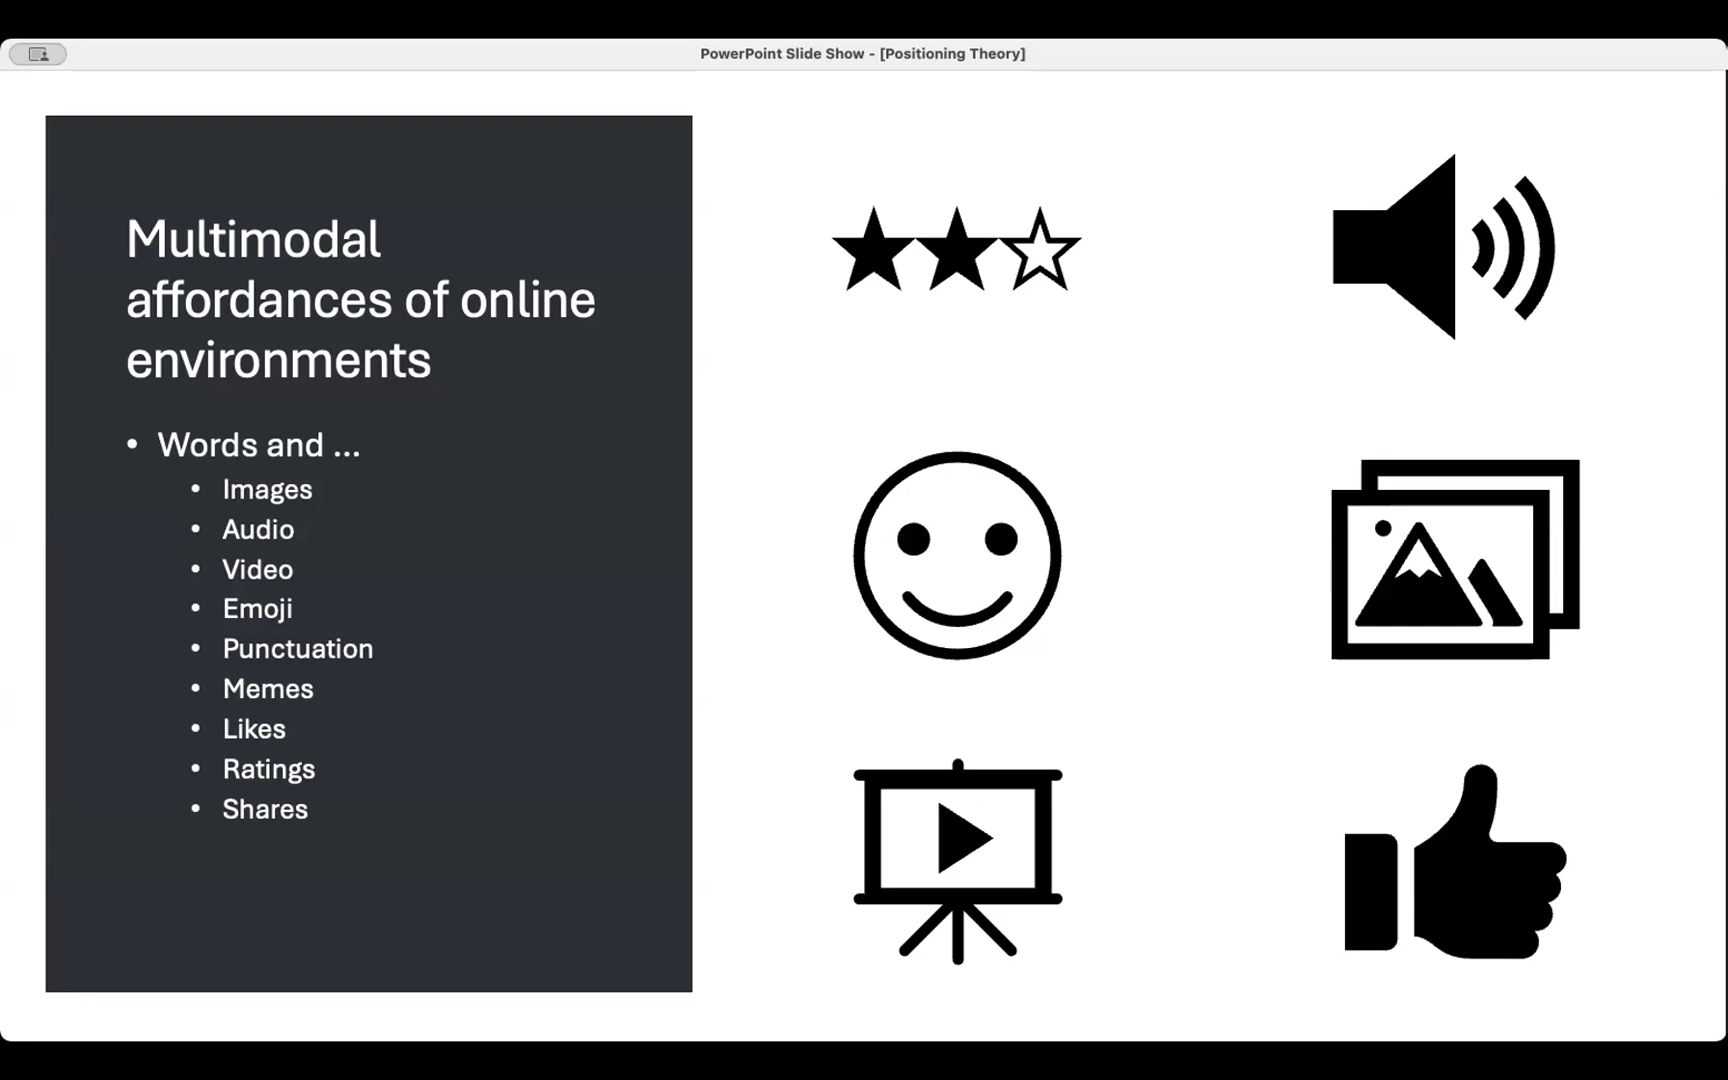 PowerPoint Slide Show - [Positioning Theory]
Multimodal
affordances of online
environments
• Words and ...
• Images
• Audio
• Video
• Emoji
• Punctuation
• Memes
• Likes
• Ratings
• Shares